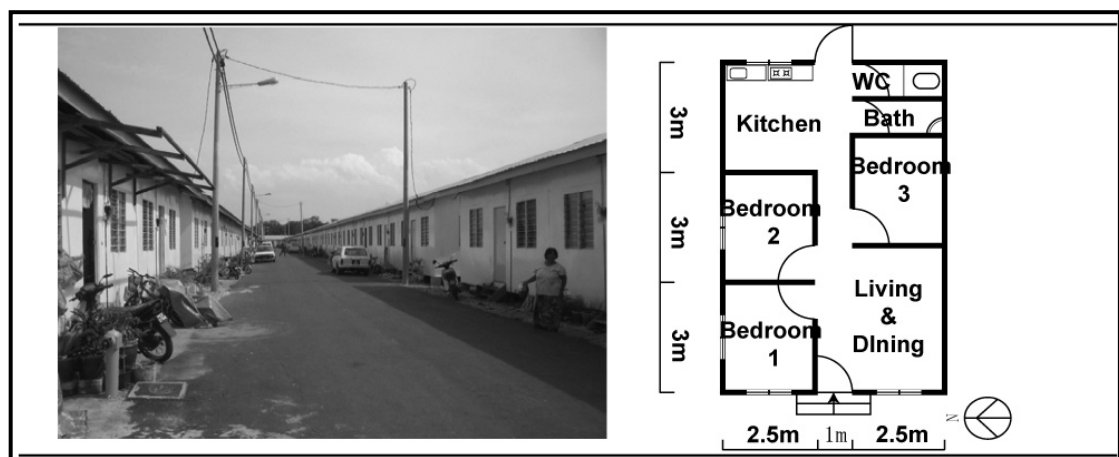 WC
3m
Kitchen
Bath
Bedroom
3
3m
Bedroom
2
Living
&
DIning
3m
Bedroom
1
N
2.5m
1m
2.5m